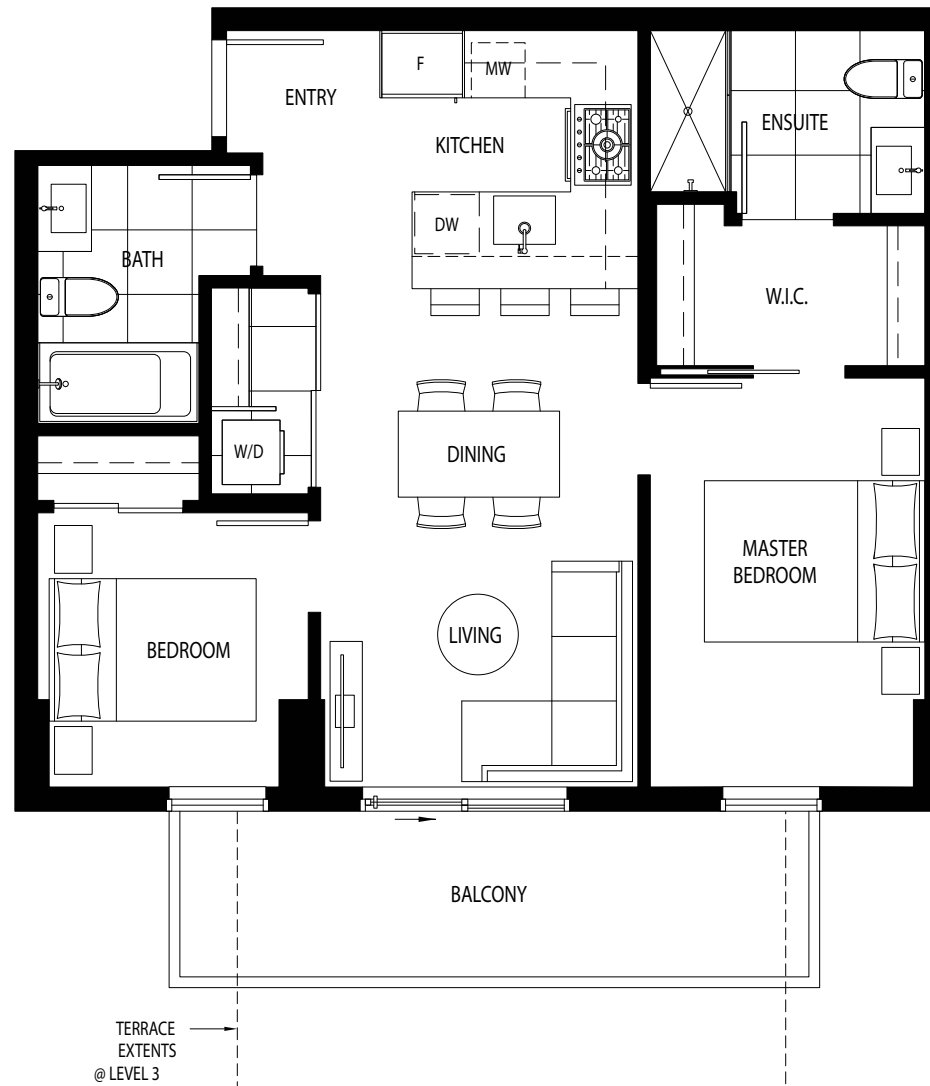 F
MW
ENTRY
ENSUITE
KITCHEN
DW
BATH
W.I.C.
W/D
DINING
MASTER
BEDROOM
LIVING
BEDROOM
BALCONY
TERRACE
EXTENTS
@ LEVEL 3